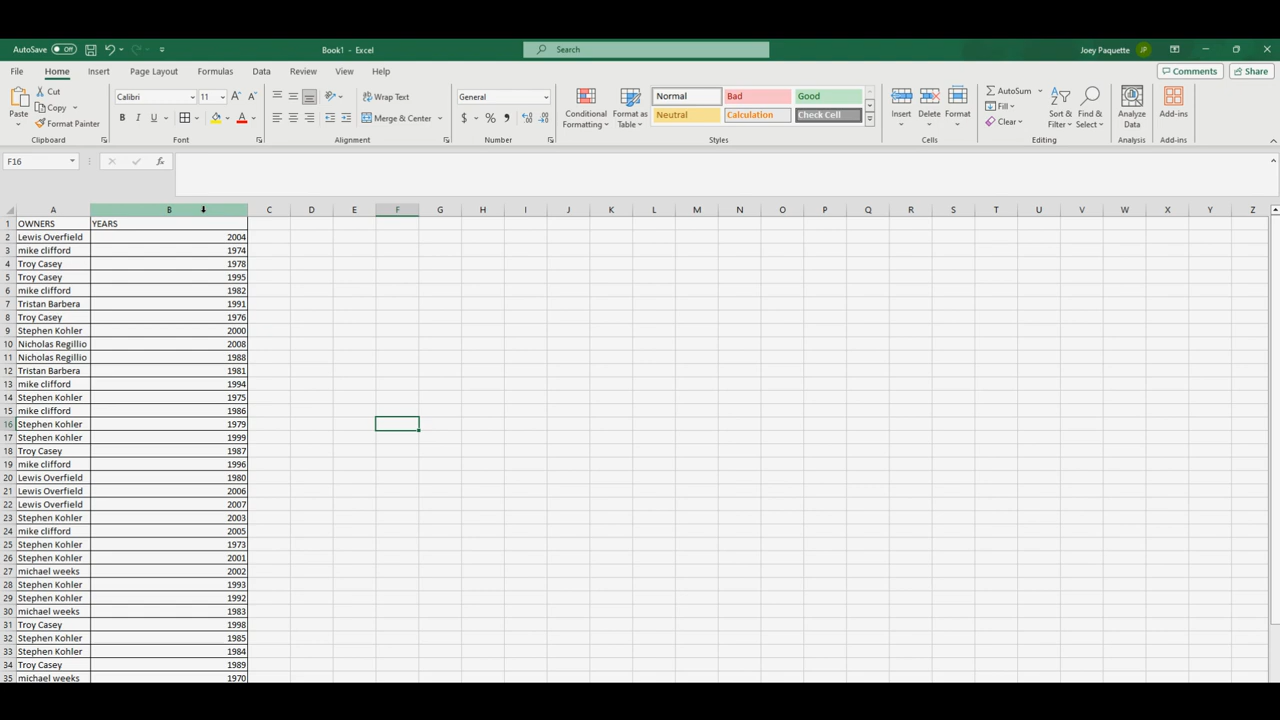 AutoSave Off Book1 - Excel Search Joey Paquette JP
File Home Insert Page Layout Formulas Data Review View Help Comments Share
Paste Cut Copy Format Painter Clipboard
Calibri 11 B I U A Font
Wrap Text Merge & Center Alignment
General $ % , Number
Conditional Formatting Format as Table Normal Bad Good Neutral Calculation Check Cell Styles
Insert Delete Format Cells
AutoSum Fill Clear Sort & Filter Find & Select Editing
Analyze Data Analysis
Add-ins Add-ins
F16 fx
A B C D E F G H I J K L M N O P Q R S T U V W X Y Z
1 OWNERS YEARS
2 Lewis Overfield 2004
3 mike clifford 1974
4 Troy Casey 1978
5 Troy Casey 1995
6 mike clifford 1982
7 Tristan Barbera 1991
8 Troy Casey 1976
9 Stephen Kohler 2000
10 Nicholas Regillio 2008
11 Nicholas Regillio 1988
12 Tristan Barbera 1981
13 mike clifford 1994
14 Stephen Kohler 1975
15 mike clifford 1986
16 Stephen Kohler 1979
17 Stephen Kohler 1999
18 Troy Casey 1987
19 mike clifford 1996
20 Lewis Overfield 1980
21 Lewis Overfield 2006
22 Lewis Overfield 2007
23 Stephen Kohler 2003
24 mike clifford 2005
25 Stephen Kohler 1973
26 Stephen Kohler 2001
27 michael weeks 2002
28 Stephen Kohler 1993
29 Stephen Kohler 1992
30 michael weeks 1983
31 Troy Casey 1998
32 Stephen Kohler 1985
33 Stephen Kohler 1984
34 Troy Casey 1989
35 michael weeks 1970